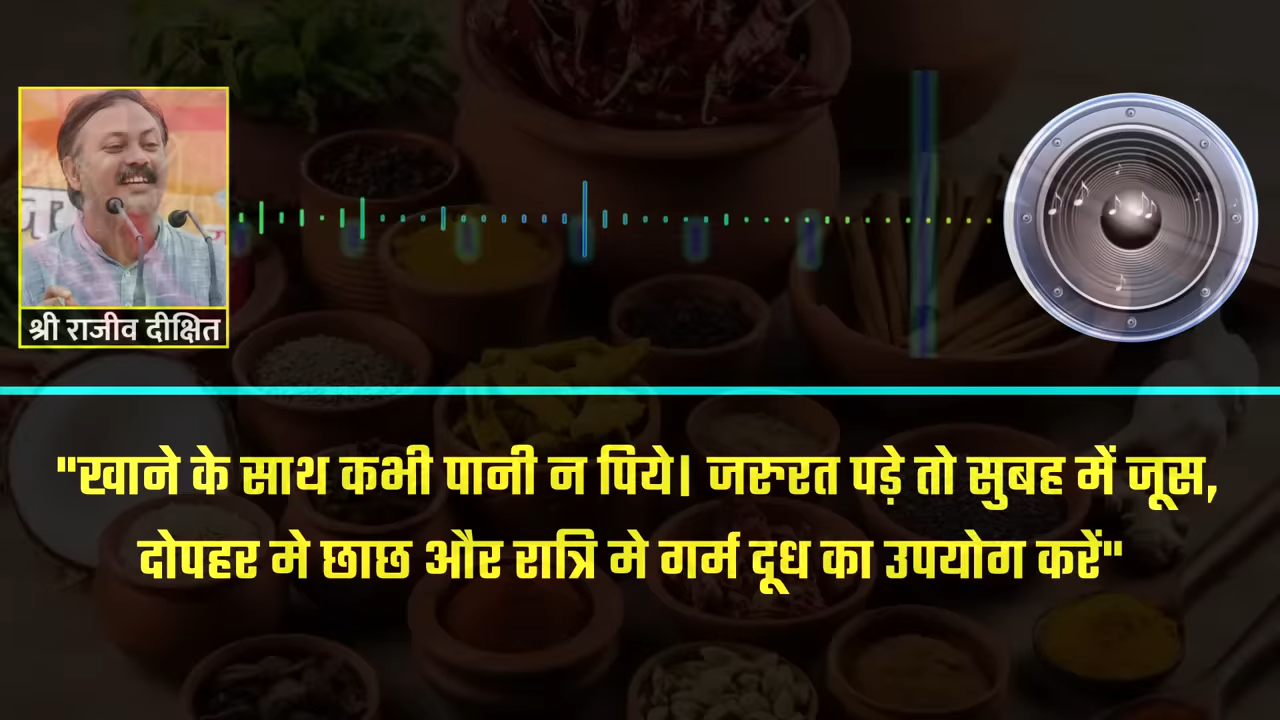 श्री राजीव दीक्षित
"खाने के साथ कभी पानी न पिये। जरुरत पड़े तो सुबह में जूस,
दोपहर मे छाछ और रात्रि मे गर्म दूध का उपयोग करें"